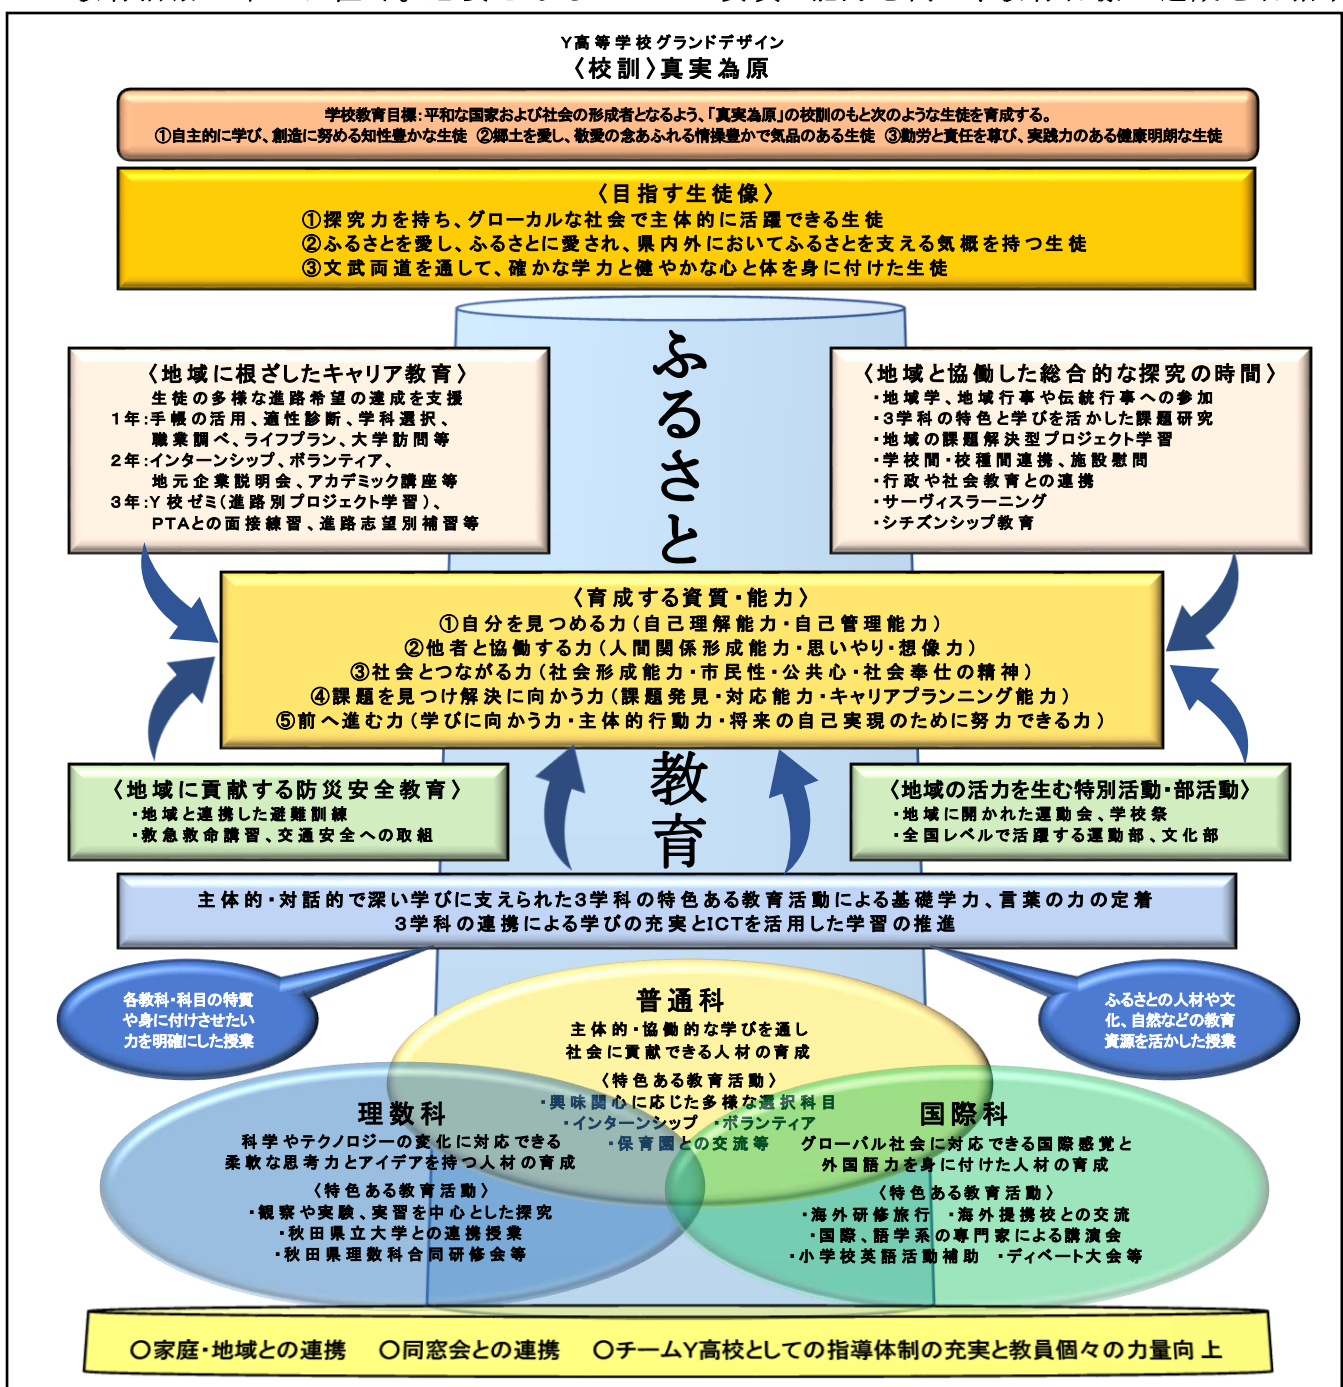 Y高等学校グランドデザイン
〈校訓〉真実為原
学校教育目標：平和な国家および社会の形成者となるよう、「真実為原」の校訓のもと次のような生徒を育成する。
①自主的に学び、創造に努める知性豊かな生徒 ②郷土を愛し、敬愛の念あふれる情操豊かで気品のある生徒 ③勤労と責任を尊び、実践力のある健康明朗な生徒
〈目指す生徒像〉
①探究力を持ち、グローカルな社会で主体的に活躍できる生徒
②ふるさとを愛し、ふるさとに愛され、県内外においてふるさとを支える気概を持つ生徒
③文武両道を通して、確かな学力と健やかな心と体を身に付けた生徒
ふるさと教育
〈地域に根ざしたキャリア教育〉
生徒の多様な進路希望の達成を支援
1年：手帳の活用、適性診断、学科選択、
職業調べ、ライフプラン、大学訪問等
2年：インターンシップ、ボランティア、
地元企業説明会、アカデミック講座等
3年：Y校ゼミ（進路別プロジェクト学習）、
PTAとの面接練習、進路志望別補習等
〈地域と協働した総合的な探究の時間〉
・地域学、地域行事や伝統行事への参加
・3学科の特色と学びを活かした課題研究
・地域の課題解決型プロジェクト学習
・学校間・校種間連携、施設慰問
・行政や社会教育との連携
・サーヴィスラーニング
・シチズンシップ教育
〈育成する資質・能力〉
①自分を見つめる力（自己理解能力・自己管理能力）
②他者と協働する力（人間関係形成能力・思いやり・想像力）
③社会とつながる力（社会形成能力・市民性・公共心・社会奉仕の精神）
④課題を見つけ解決に向かう力（課題発見・対応能力・キャリアプランニング能力）
⑤前へ進む力（学びに向かう力・主体的行動力・将来の自己実現のために努力できる力）
〈地域に貢献する防災安全教育〉
・地域と連携した避難訓練
・救急救命講習、交通安全への取組
〈地域の活力を生む特別活動・部活動〉
・地域に開かれた運動会、学校祭
・全国レベルで活躍する運動部、文化部
主体的・対話的で深い学びに支えられた3学科の特色ある教育活動による基礎学力、言葉の力の定着
3学科の連携による学びの充実とICTを活用した学習の推進
各教科・科目の特質
や身に付けさせたい
力を明確にした授業
ふるさとの人材や文
化、自然などの教育
資源を活かした授業
普通科
主体的・協働的な学びを通し
社会に貢献できる人材の育成
〈特色ある教育活動〉
・興味関心に応じた多様な選択科目
・インターンシップ ・ボランティア
・保育園との交流等
理数科
科学やテクノロジーの変化に対応できる
柔軟な思考力とアイデアを持つ人材の育成
〈特色ある教育活動〉
・観察や実験、実習を中心とした探究
・秋田県立大学との連携授業
・秋田県理数科合同研修会等
国際科
グローバル社会に対応できる国際感覚と
外国語力を身に付けた人材の育成
〈特色ある教育活動〉
・海外研修旅行 ・海外提携校との交流
・国際、語学系の専門家による講演会
・小学校英語活動補助 ・ディベート大会等
○家庭・地域との連携 ○同窓会との連携 ○チームY高校としての指導体制の充実と教員個々の力量向上